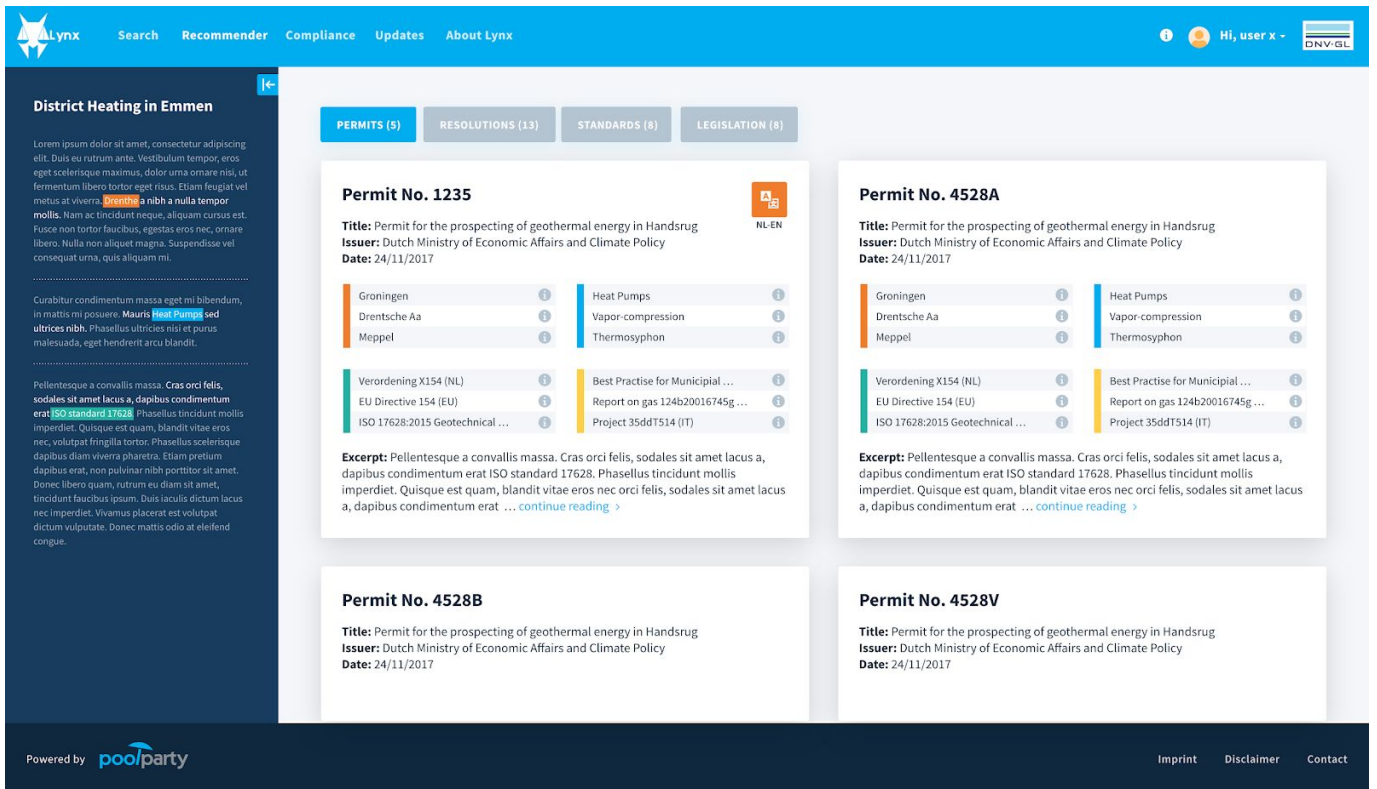 Lynx
Search Recommender Compliance Updates About Lynx
Hi, user x
DNV·GL
District Heating in Emmen
Lorem ipsum dolor sit amet, consectetur adipiscing
elit. Duis eu rutrum ante. Vestibulum tempor, eros
eget scelerisque maximus, dolor urna ornare nisi, ut
fermentum libero tortor eget risus. Etiam feugiat vel
metus at viverra. Drenthe a nibh a nulla tempor
mollis. Nam ac tincidunt neque, aliquam cursus est.
Fusce non tortor faucibus, egestas eros nec, ornare
libero. Nulla non aliquet magna. Suspendisse vel
consequat urna, quis aliquam mi.
Curabitur condimentum massa eget mi bibendum,
in mattis mi posuere. Mauris Heat Pumps sed
ultrices nibh. Phasellus ultricies nisi et purus
malesuada, eget hendrerit arcu blandit.
Pellentesque a convallis massa. Cras orci felis,
sodales sit amet lacus a, dapibus condimentum
erat ISO standard 17628. Phasellus tincidunt mollis
imperdiet. Quisque est quam, blandit vitae eros
nec, volutpat fringilla tortor. Phasellus scelerisque
dapibus diam viverra pharetra. Etiam pretium
dapibus erat, non pulvinar nibh porttitor sit amet.
Donec libero quam, rutrum eu diam sit amet,
tincidunt faucibus ipsum. Duis iaculis dictum lacus
nec imperdiet. Vivamus placerat est volutpat
dictum vulputate. Donec mattis odio at eleifend
congue.
PERMITS (5) RESOLUTIONS (13) STANDARDS (8) LEGISLATION (8)
Permit No. 1235
NL-EN
Title: Permit for the prospecting of geothermal energy in Handsrug
Issuer: Dutch Ministry of Economic Affairs and Climate Policy
Date: 24/11/2017
Groningen
Drentsche Aa
Meppel
Heat Pumps
Vapor-compression
Thermosyphon
Verordening X154 (NL)
EU Directive 154 (EU)
ISO 17628:2015 Geotechnical ...
Best Practise for Municipial ...
Report on gas 124b20016745g ...
Project 35ddT514 (IT)
Excerpt: Pellentesque a convallis massa. Cras orci felis, sodales sit amet lacus a,
dapibus condimentum erat ISO standard 17628. Phasellus tincidunt mollis
imperdiet. Quisque est quam, blandit vitae eros nec orci felis, sodales sit amet lacus
a, dapibus condimentum erat ... continue reading >
Permit No. 4528A
Title: Permit for the prospecting of geothermal energy in Handsrug
Issuer: Dutch Ministry of Economic Affairs and Climate Policy
Date: 24/11/2017
Groningen
Drentsche Aa
Meppel
Heat Pumps
Vapor-compression
Thermosyphon
Verordening X154 (NL)
EU Directive 154 (EU)
ISO 17628:2015 Geotechnical ...
Best Practise for Municipial ...
Report on gas 124b20016745g ...
Project 35ddT514 (IT)
Excerpt: Pellentesque a convallis massa. Cras orci felis, sodales sit amet lacus a,
dapibus condimentum erat ISO standard 17628. Phasellus tincidunt mollis
imperdiet. Quisque est quam, blandit vitae eros nec orci felis, sodales sit amet lacus
a, dapibus condimentum erat ... continue reading >
Permit No. 4528B
Title: Permit for the prospecting of geothermal energy in Handsrug
Issuer: Dutch Ministry of Economic Affairs and Climate Policy
Date: 24/11/2017
Permit No. 4528V
Title: Permit for the prospecting of geothermal energy in Handsrug
Issuer: Dutch Ministry of Economic Affairs and Climate Policy
Date: 24/11/2017
Powered by poolparty
Imprint Disclaimer Contact